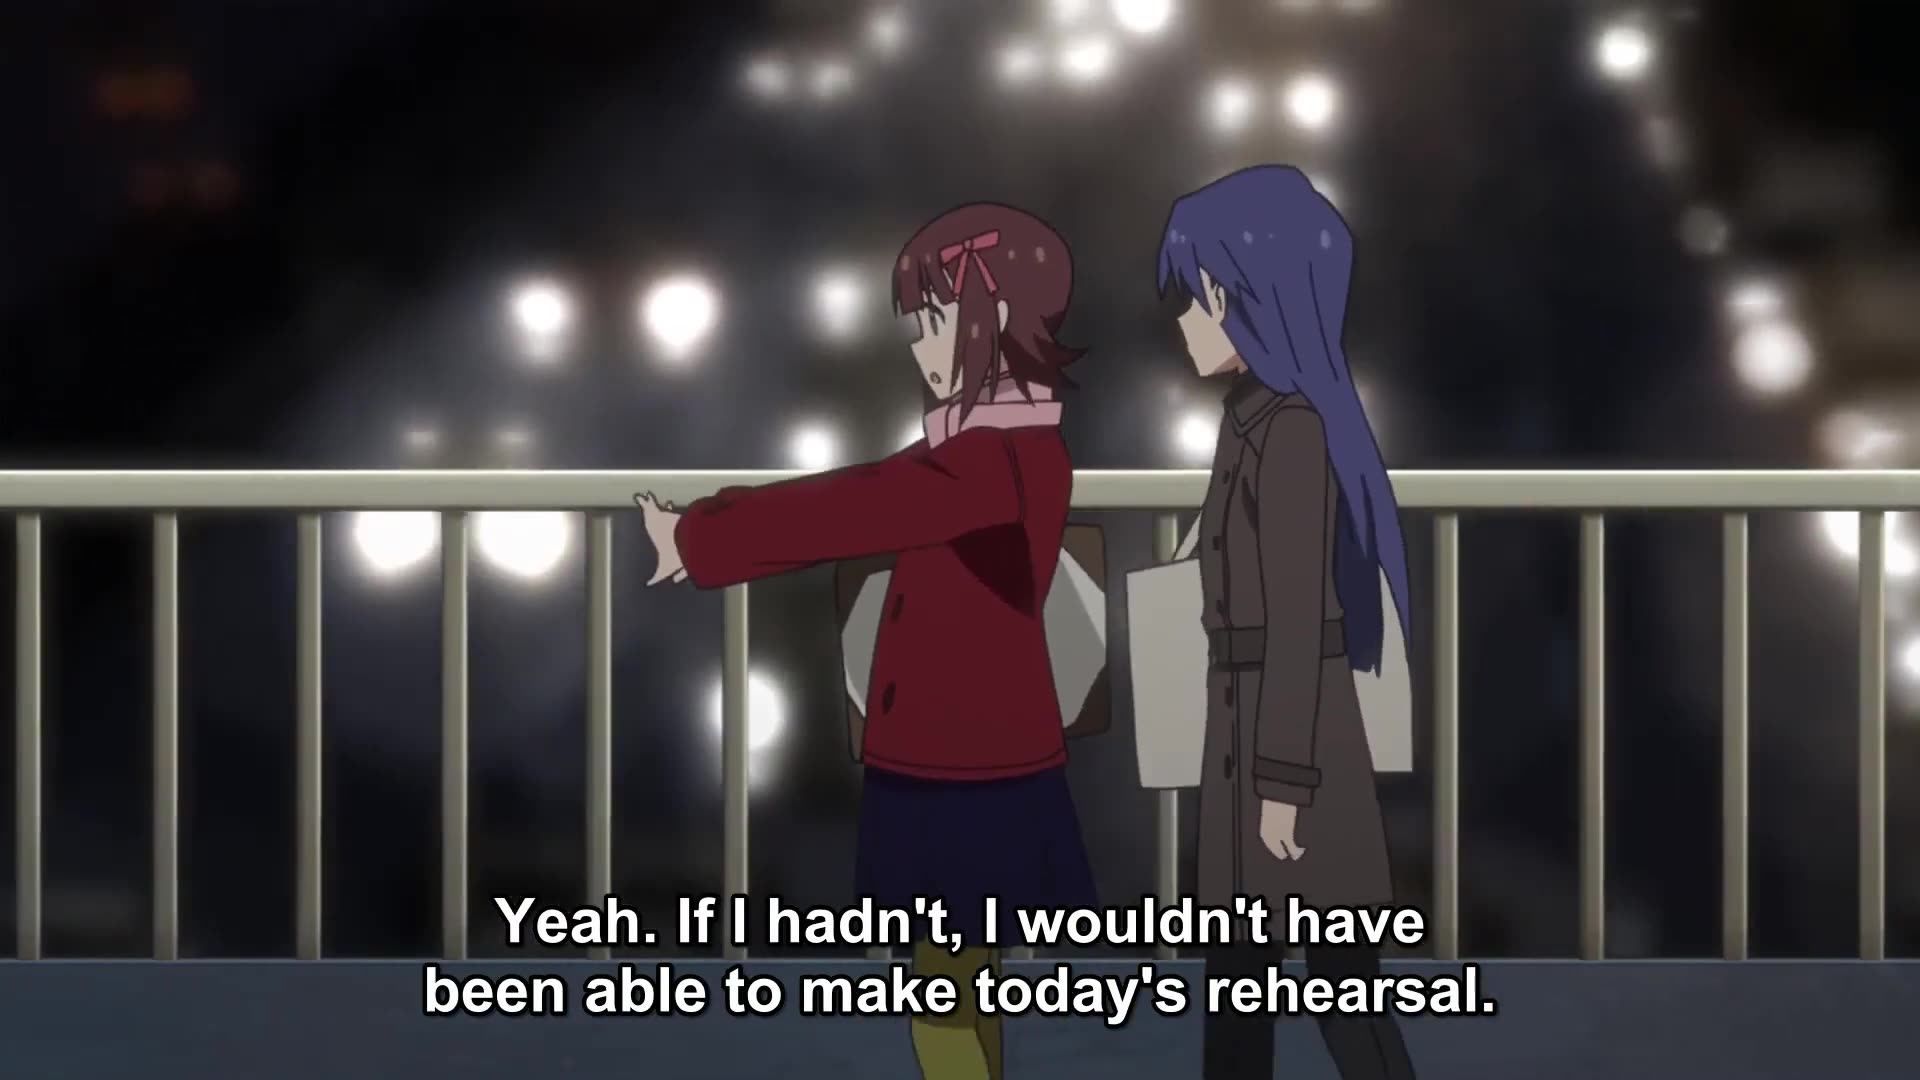 Yeah. If I hadn't, I wouldn't have
been able to make today's rehearsal.